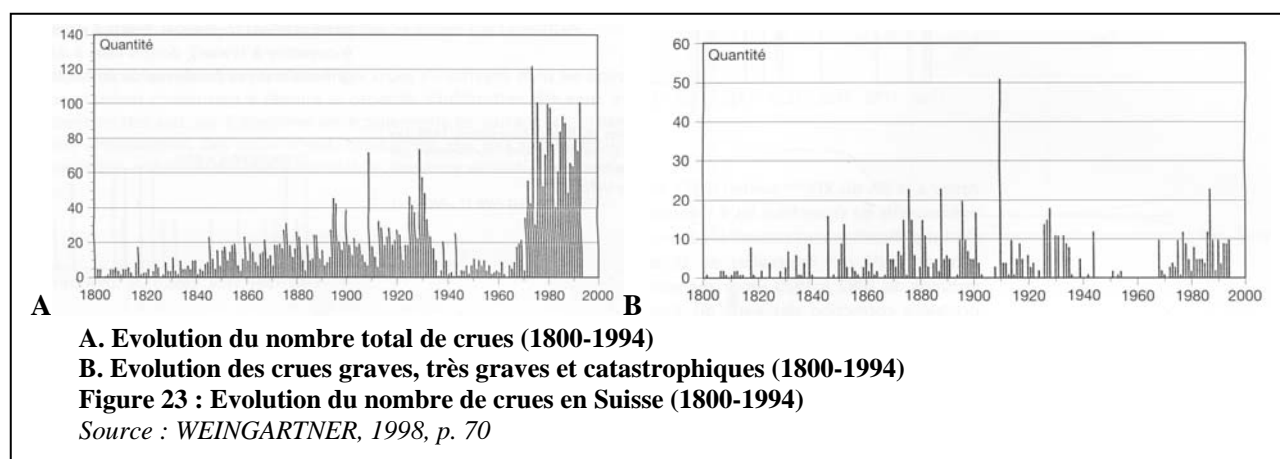 Quantité
140
120
100
80
60
40
20
0
1800 1820 1840 1860 1880 1900 1920 1940 1960 1980 2000
A
Quantité
60
50
40
30
20
10
0
1800 1820 1840 1860 1880 1900 1920 1940 1960 1980 2000
B
A. Evolution du nombre total de crues (1800-1994)
B. Evolution des crues graves, très graves et catastrophiques (1800-1994)
Figure 23 : Evolution du nombre de crues en Suisse (1800-1994)
Source : WEINGARTNER, 1998, p. 70